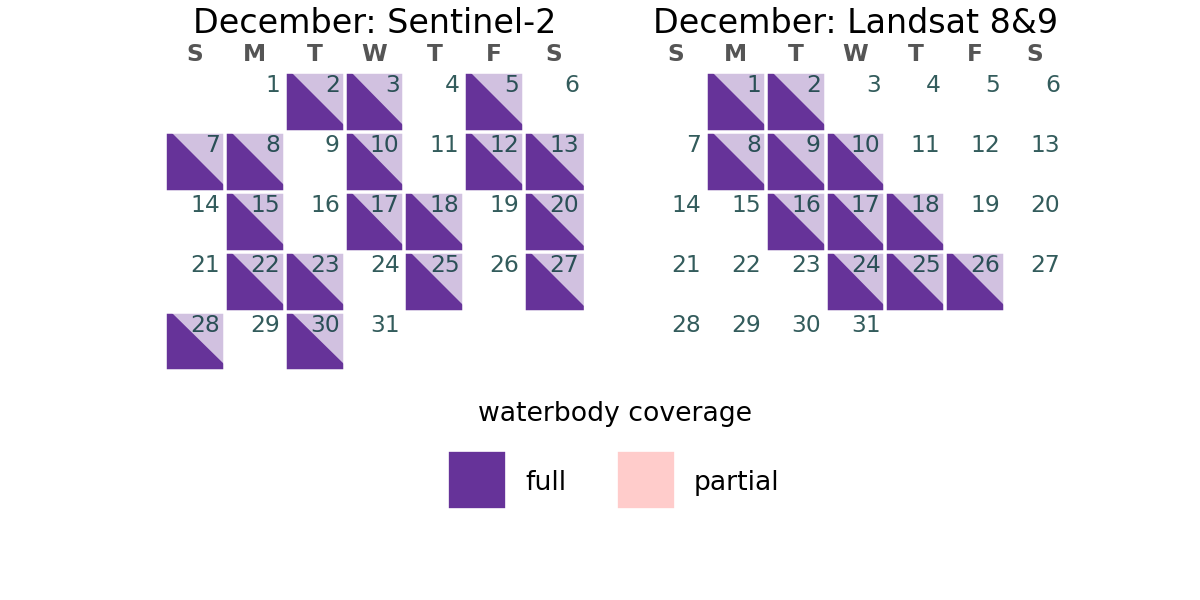 December: Sentinel-2
S M T W T F S
1 2 3 4 5 6
7 8 9 10 11 12 13
14 15 16 17 18 19 20
21 22 23 24 25 26 27
28 29 30 31
December: Landsat 8&9
S M T W T F S
1 2 3 4 5 6
7 8 9 10 11 12 13
14 15 16 17 18 19 20
21 22 23 24 25 26 27
28 29 30 31
waterbody coverage
full partial